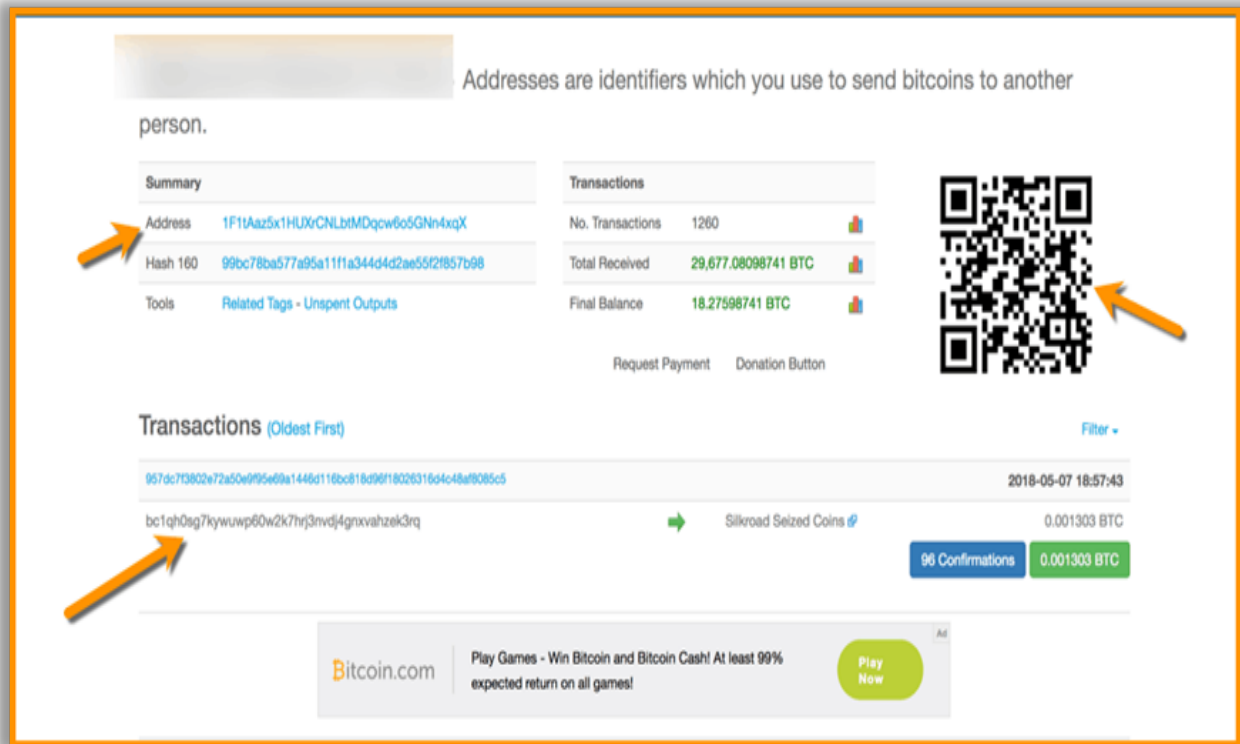 Addresses are identifiers which you use to send bitcoins to another
person.
Summary
Address 1F1tAaz5x1HUXrCNLbtMDqcw6o5GNn4xqX
Hash 160 99bc78ba577a95a11f1a344d4d2ae55f2f857b98
Tools Related Tags - Unspent Outputs
Transactions
No. Transactions 1260
Total Received 29,677.08098741 BTC
Final Balance 18.27598741 BTC
Request Payment Donation Button
Transactions (Oldest First)
Filter
957dc7f3802e72a50e9f95e69a1446d116bc818d96f18026316d4c48af8085c5 2018-05-07 18:57:43
bc1qh0sg7kywuwp60w2k7hrj3nvdj4gnxvahzek3rq Silkroad Seized Coins 0.001303 BTC
96 Confirmations 0.001303 BTC
Ad
Bitcoin.com
Play Games - Win Bitcoin and Bitcoin Cash! At least 99%
expected return on all games!
Play
Now